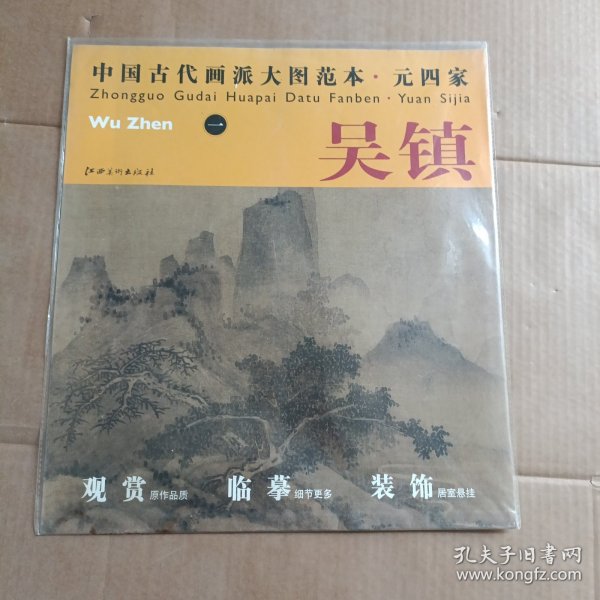 中国古代画派大图范本·元四家
Zhongguo Gudai Huapai Datu Fanben · Yuan Sijia
Wu Zhen 一 吴镇
江西美术出版社
观赏 原作品质 临摹 细节更多 装饰 居室悬挂
孔夫子旧书网
www.kongfz.com